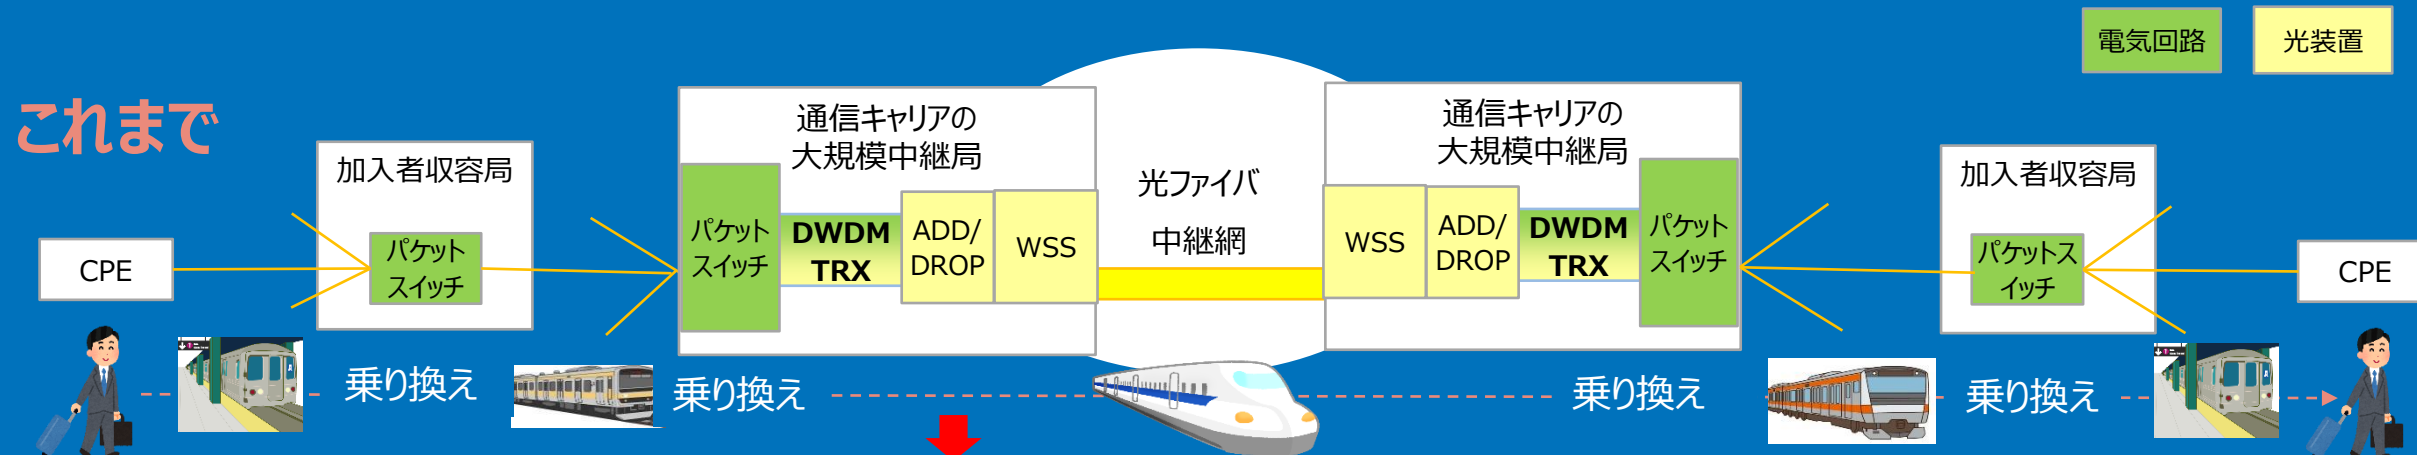 電気回路
光装置
これまで
通信キャリアの
大規模中継局
通信キャリアの
大規模中継局
加入者収容局
加入者収容局
光ファイバ
中継網
CPE
パケット
スイッチ
パケット
スイッチ
DWDM
TRX
ADD/
DROP
WSS
WSS
ADD/
DROP
DWDM
TRX
パケット
スイッチ
パケットス
イッチ
CPE
乗り換え
乗り換え
乗り換え
乗り換え